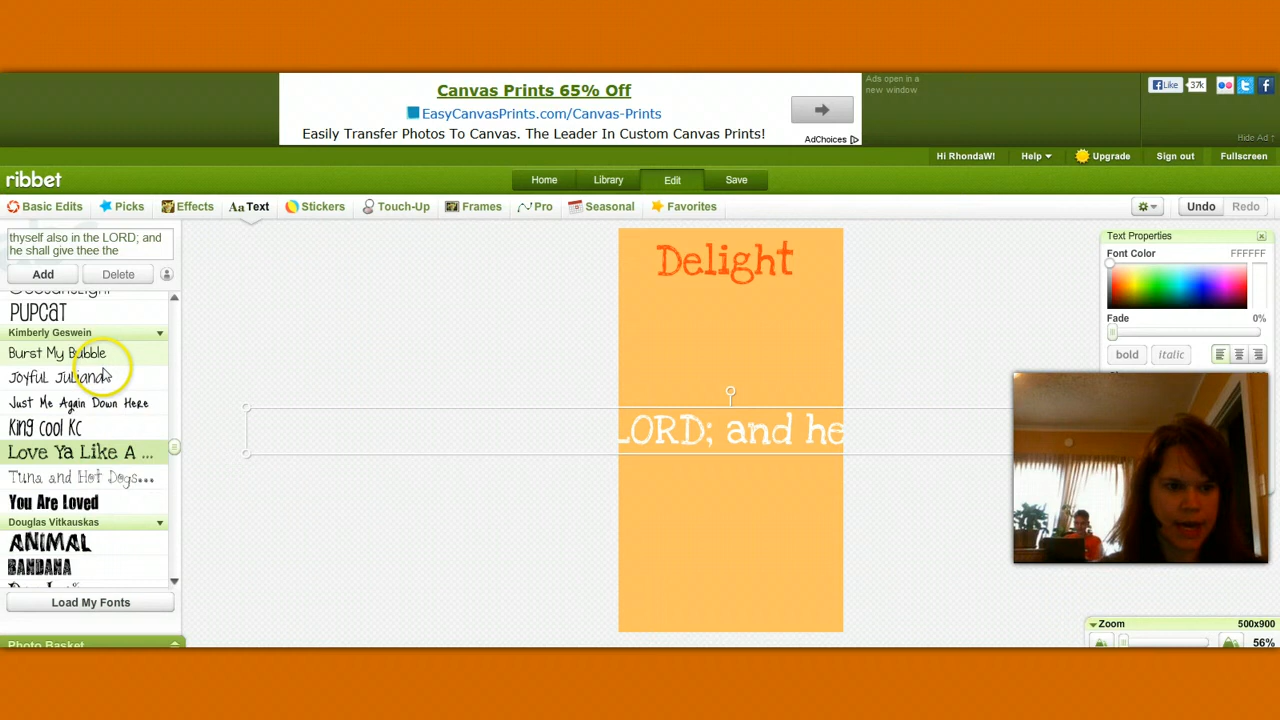 Canvas Prints 65% Off
EasyCanvasPrints.com/Canvas-Prints
Easily Transfer Photos To Canvas. The Leader In Custom Canvas Prints!
AdChoices
Ads open in a
new window
Like
37k
Hide Ad ↑
Hi RhondaW!
Help
Upgrade
Sign out
Fullscreen
ribbet
Home
Library
Edit
Save
Basic Edits
Picks
Effects
Aa Text
Stickers
Touch-Up
Frames
Pro
Seasonal
Favorites
Undo
Redo
thyself also in the LORD; and
he shall give thee the
Add
Delete
PUPCAT
Kimberly Geswein
Burst My Bubble
Joyful Juliana
Just Me Again Down Here
King Cool KC
Love Ya Like A ...
Tuna and Hot Dogs...
You Are Loved
Douglas Vitkauskas
ANIMAL
BANDANA
Load My Fonts
Photo Basket
Delight
LORD; and he
Text Properties
Font Color
FFFFFF
Fade
0%
bold
italic
Zoom
500x900
56%